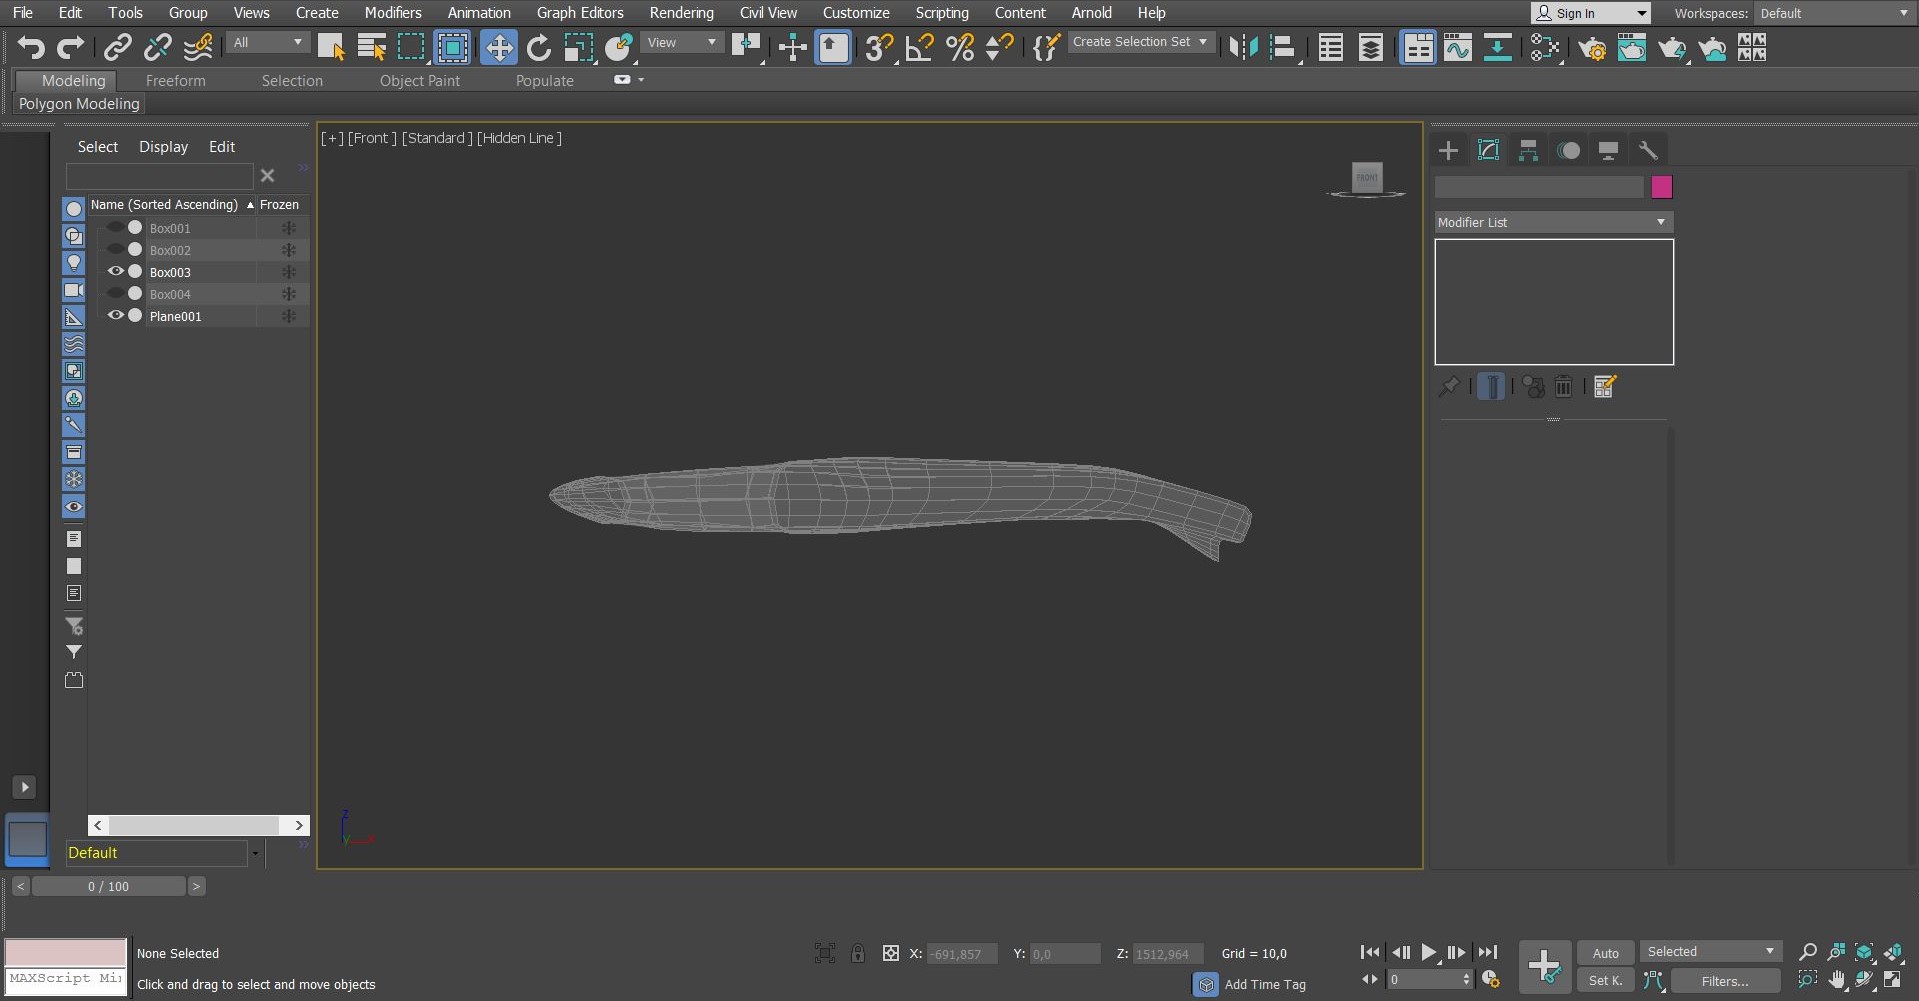 File Edit Tools Group Views Create Modifiers Animation Graph Editors Rendering Civil View Customize Scripting Content Arnold Help Sign In Workspaces: Default
All View 3 Create Selection Set
Modeling Freeform Selection Object Paint Populate
Polygon Modeling
[+] [Front ] [Standard ] [Hidden Line ]
Select Display Edit
FRONT
Name (Sorted Ascending) Frozen
Box001
Modifier List
Box002
Box003
Box004
Plane001
Z
Y
Default
< 0 / 100 >
None Selected X: -691,857 Y: 0,0 Z: 1512,964 Grid = 10,0 Auto Selected
MAXScript Mi
Click and drag to select and move objects Add Time Tag 0 Set K. Filters...